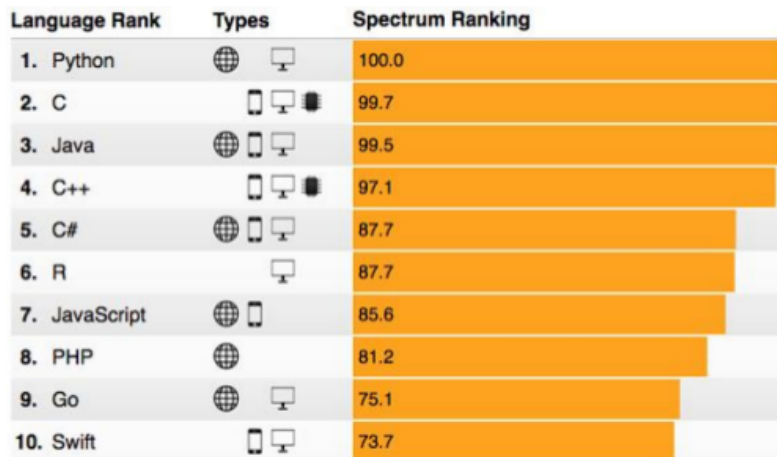 Language Rank Types Spectrum Ranking
1. Python 100.0
2. C 99.7
3. Java 99.5
4. C++ 97.1
5. C# 87.7
6. R 87.7
7. JavaScript 85.6
8. PHP 81.2
9. Go 75.1
10. Swift 73.7